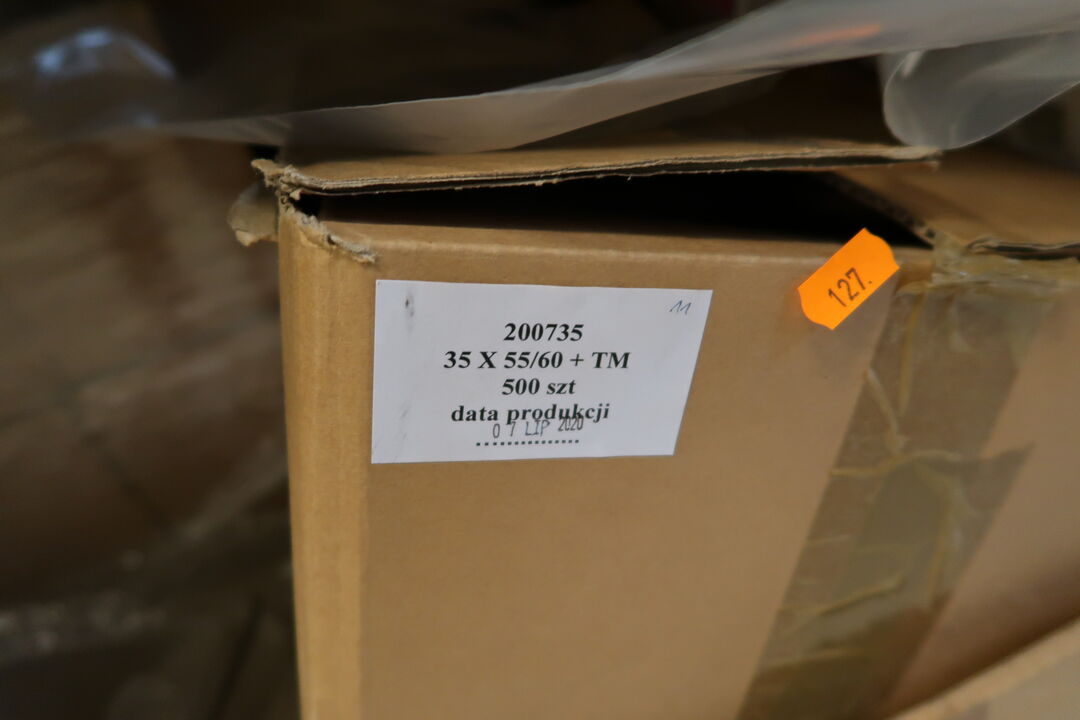 11
200735
35 X 55/60 + TM
500 szt
data produkcji
07 LIP 2020
127.